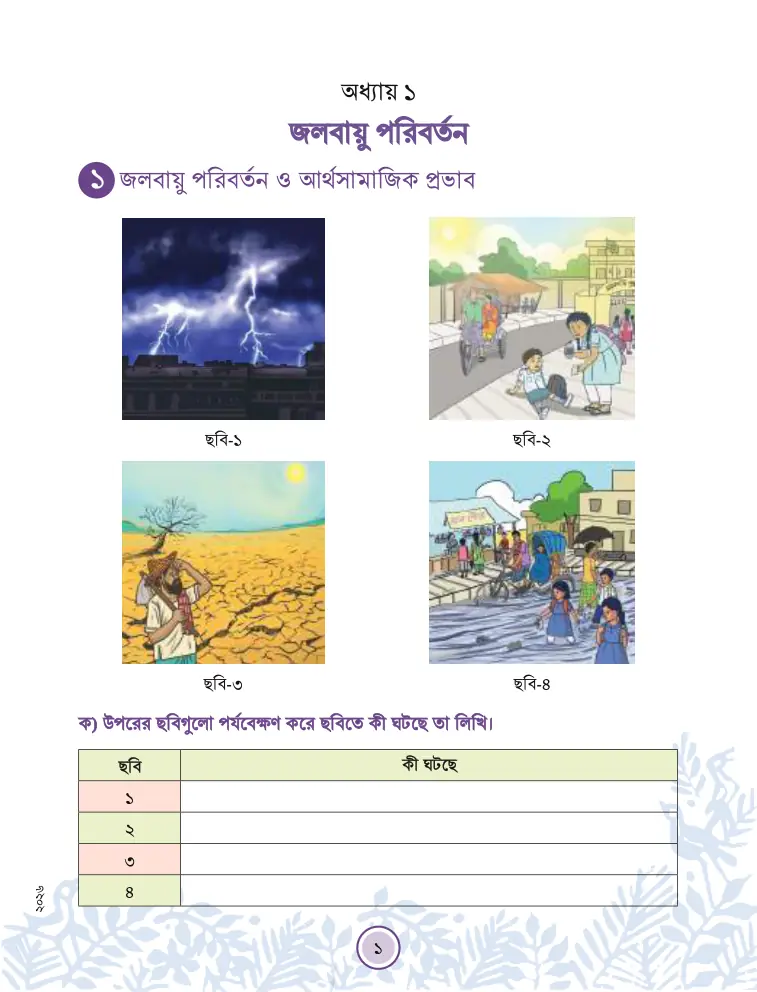 অধ্যায় ১
জলবায়ু পরিবর্তন
১ জলবায়ু পরিবর্তন ও আর্থসামাজিক প্রভাব
ছবি-১
ছবি-২
ছবি-৩
ছবি-৪
ক) উপরের ছবিগুলো পর্যবেক্ষণ করে ছবিতে কী ঘটছে তা লিখি।
ছবি কী ঘটছে
১
২
৩
৪
২০২৬
১